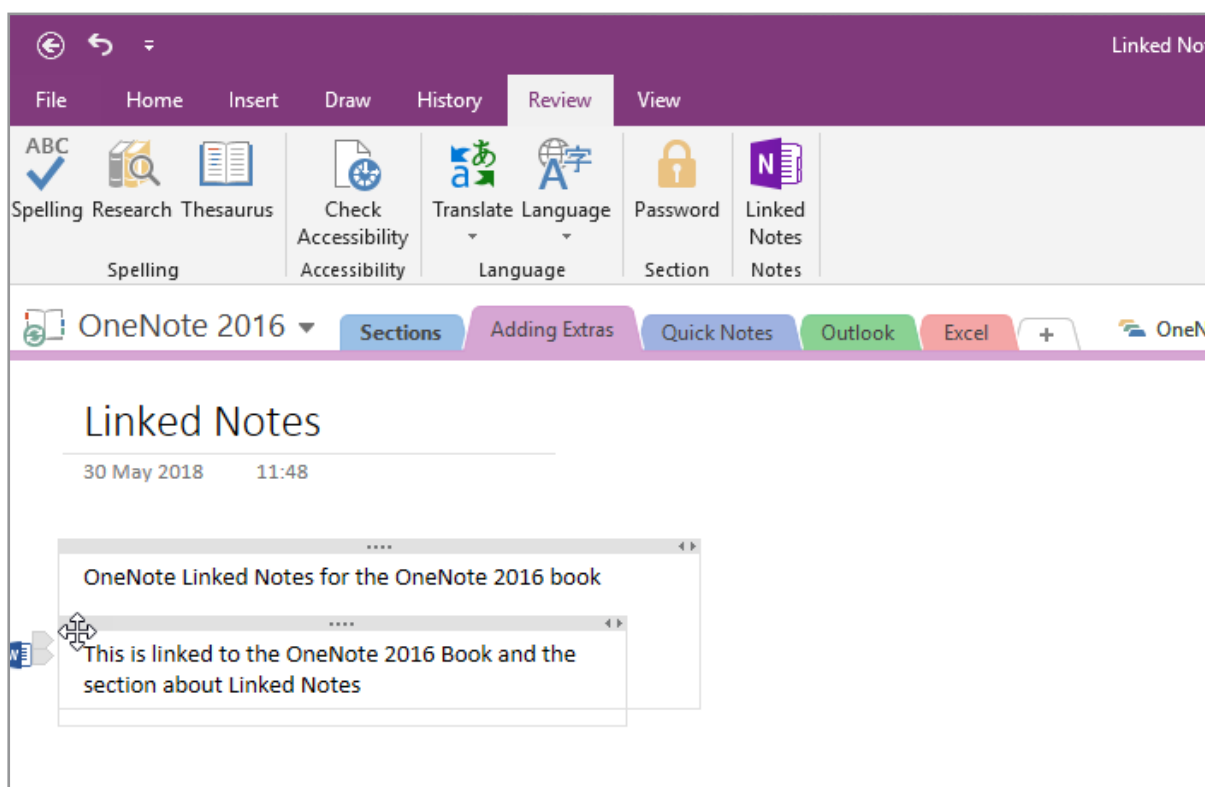 Linked No
File Home Insert Draw History Review View
ABC
Spelling Research Thesaurus Check Accessibility Translate Language Password Linked Notes
Spelling Accessibility Language Section Notes
OneNote 2016 Sections Adding Extras Quick Notes Outlook Excel + OneN
Linked Notes
30 May 2018 11:48
OneNote Linked Notes for the OneNote 2016 book
This is linked to the OneNote 2016 Book and the
section about Linked Notes